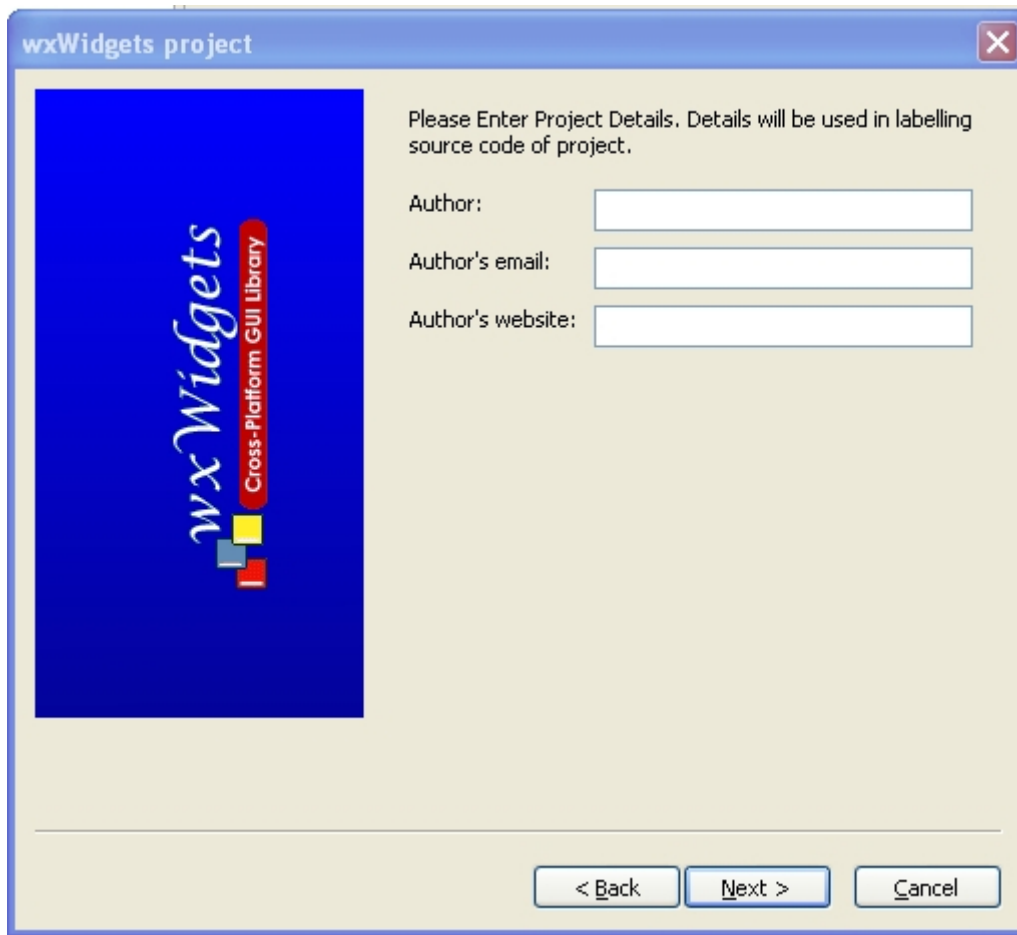 wxWidgets project
wxWidgets
Cross-Platform GUI Library
Please Enter Project Details. Details will be used in labelling
source code of project.
Author:
Author's email:
Author's website:
< Back
Next >
Cancel